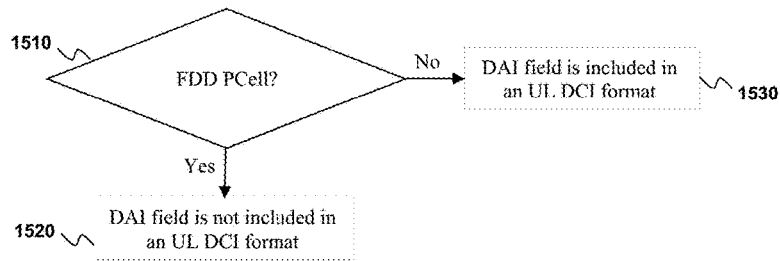 1510
FDD PCell?
No
DAI field is included in
an UL DCI format
1530
Yes
DAI field is not included in
an UL DCI format
1520